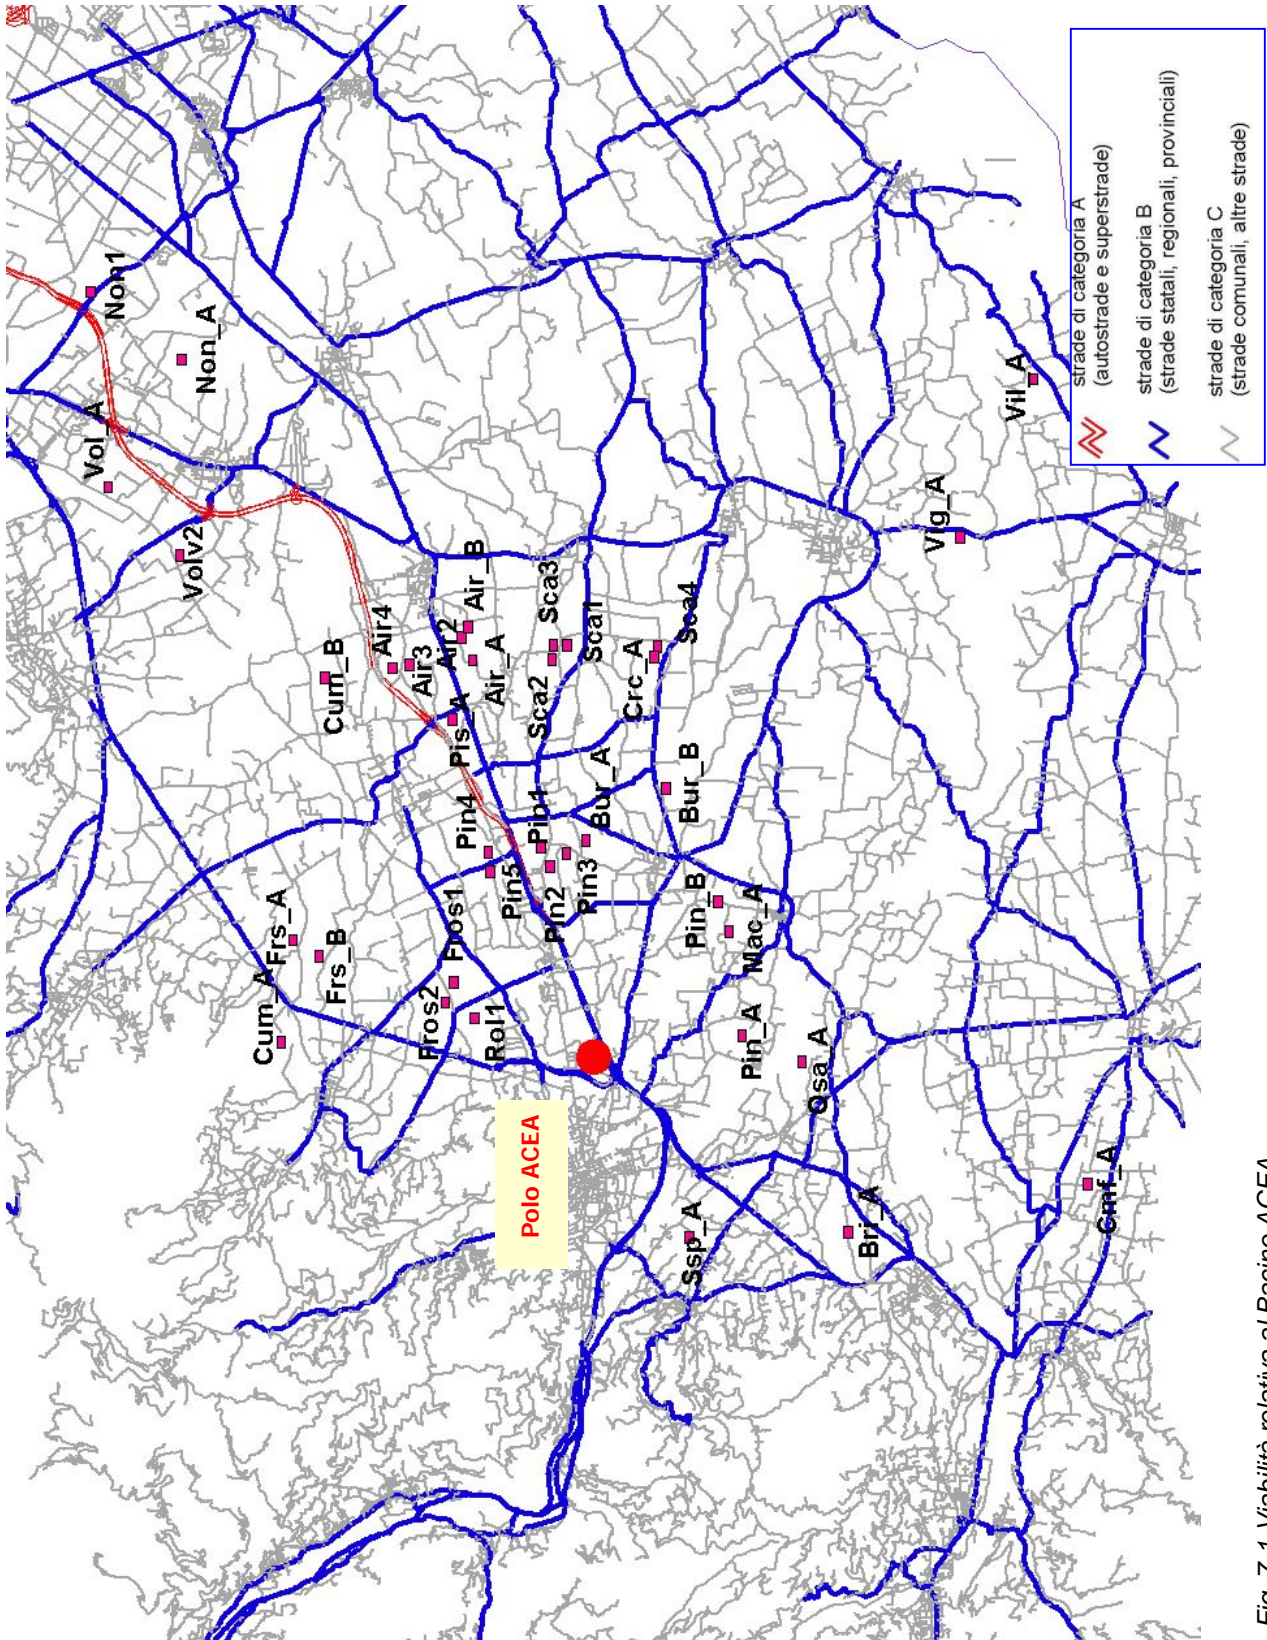 Vol_A
Non1
Volv2
Non_A
Cum_A
Frs_A
Cum_B
Frs_B
Air4
Air3
Fros2
Air2
Fros1
Pis_A
Pin4
Air_B
Rol1
Air_A
Pin5
Polo ACEA
Pin1
Sca2
Sca3
Pin2
Pin3
Sca1
Bur_A
Crc_A
Sca4
Bur_B
Ssp_A
Pin_B
Pin_A
Mac_A
Osa_A
Bri_A
Vig_A
Vil_A
Cmf_A
strade di categoria A
(autostrade e superstrade)
strade di categoria B
(strade statali, regionali, provinciali)
strade di categoria C
(strade comunali, altre strade)
Fig. 7.1 Viabilità relativa al Bacino ACEA